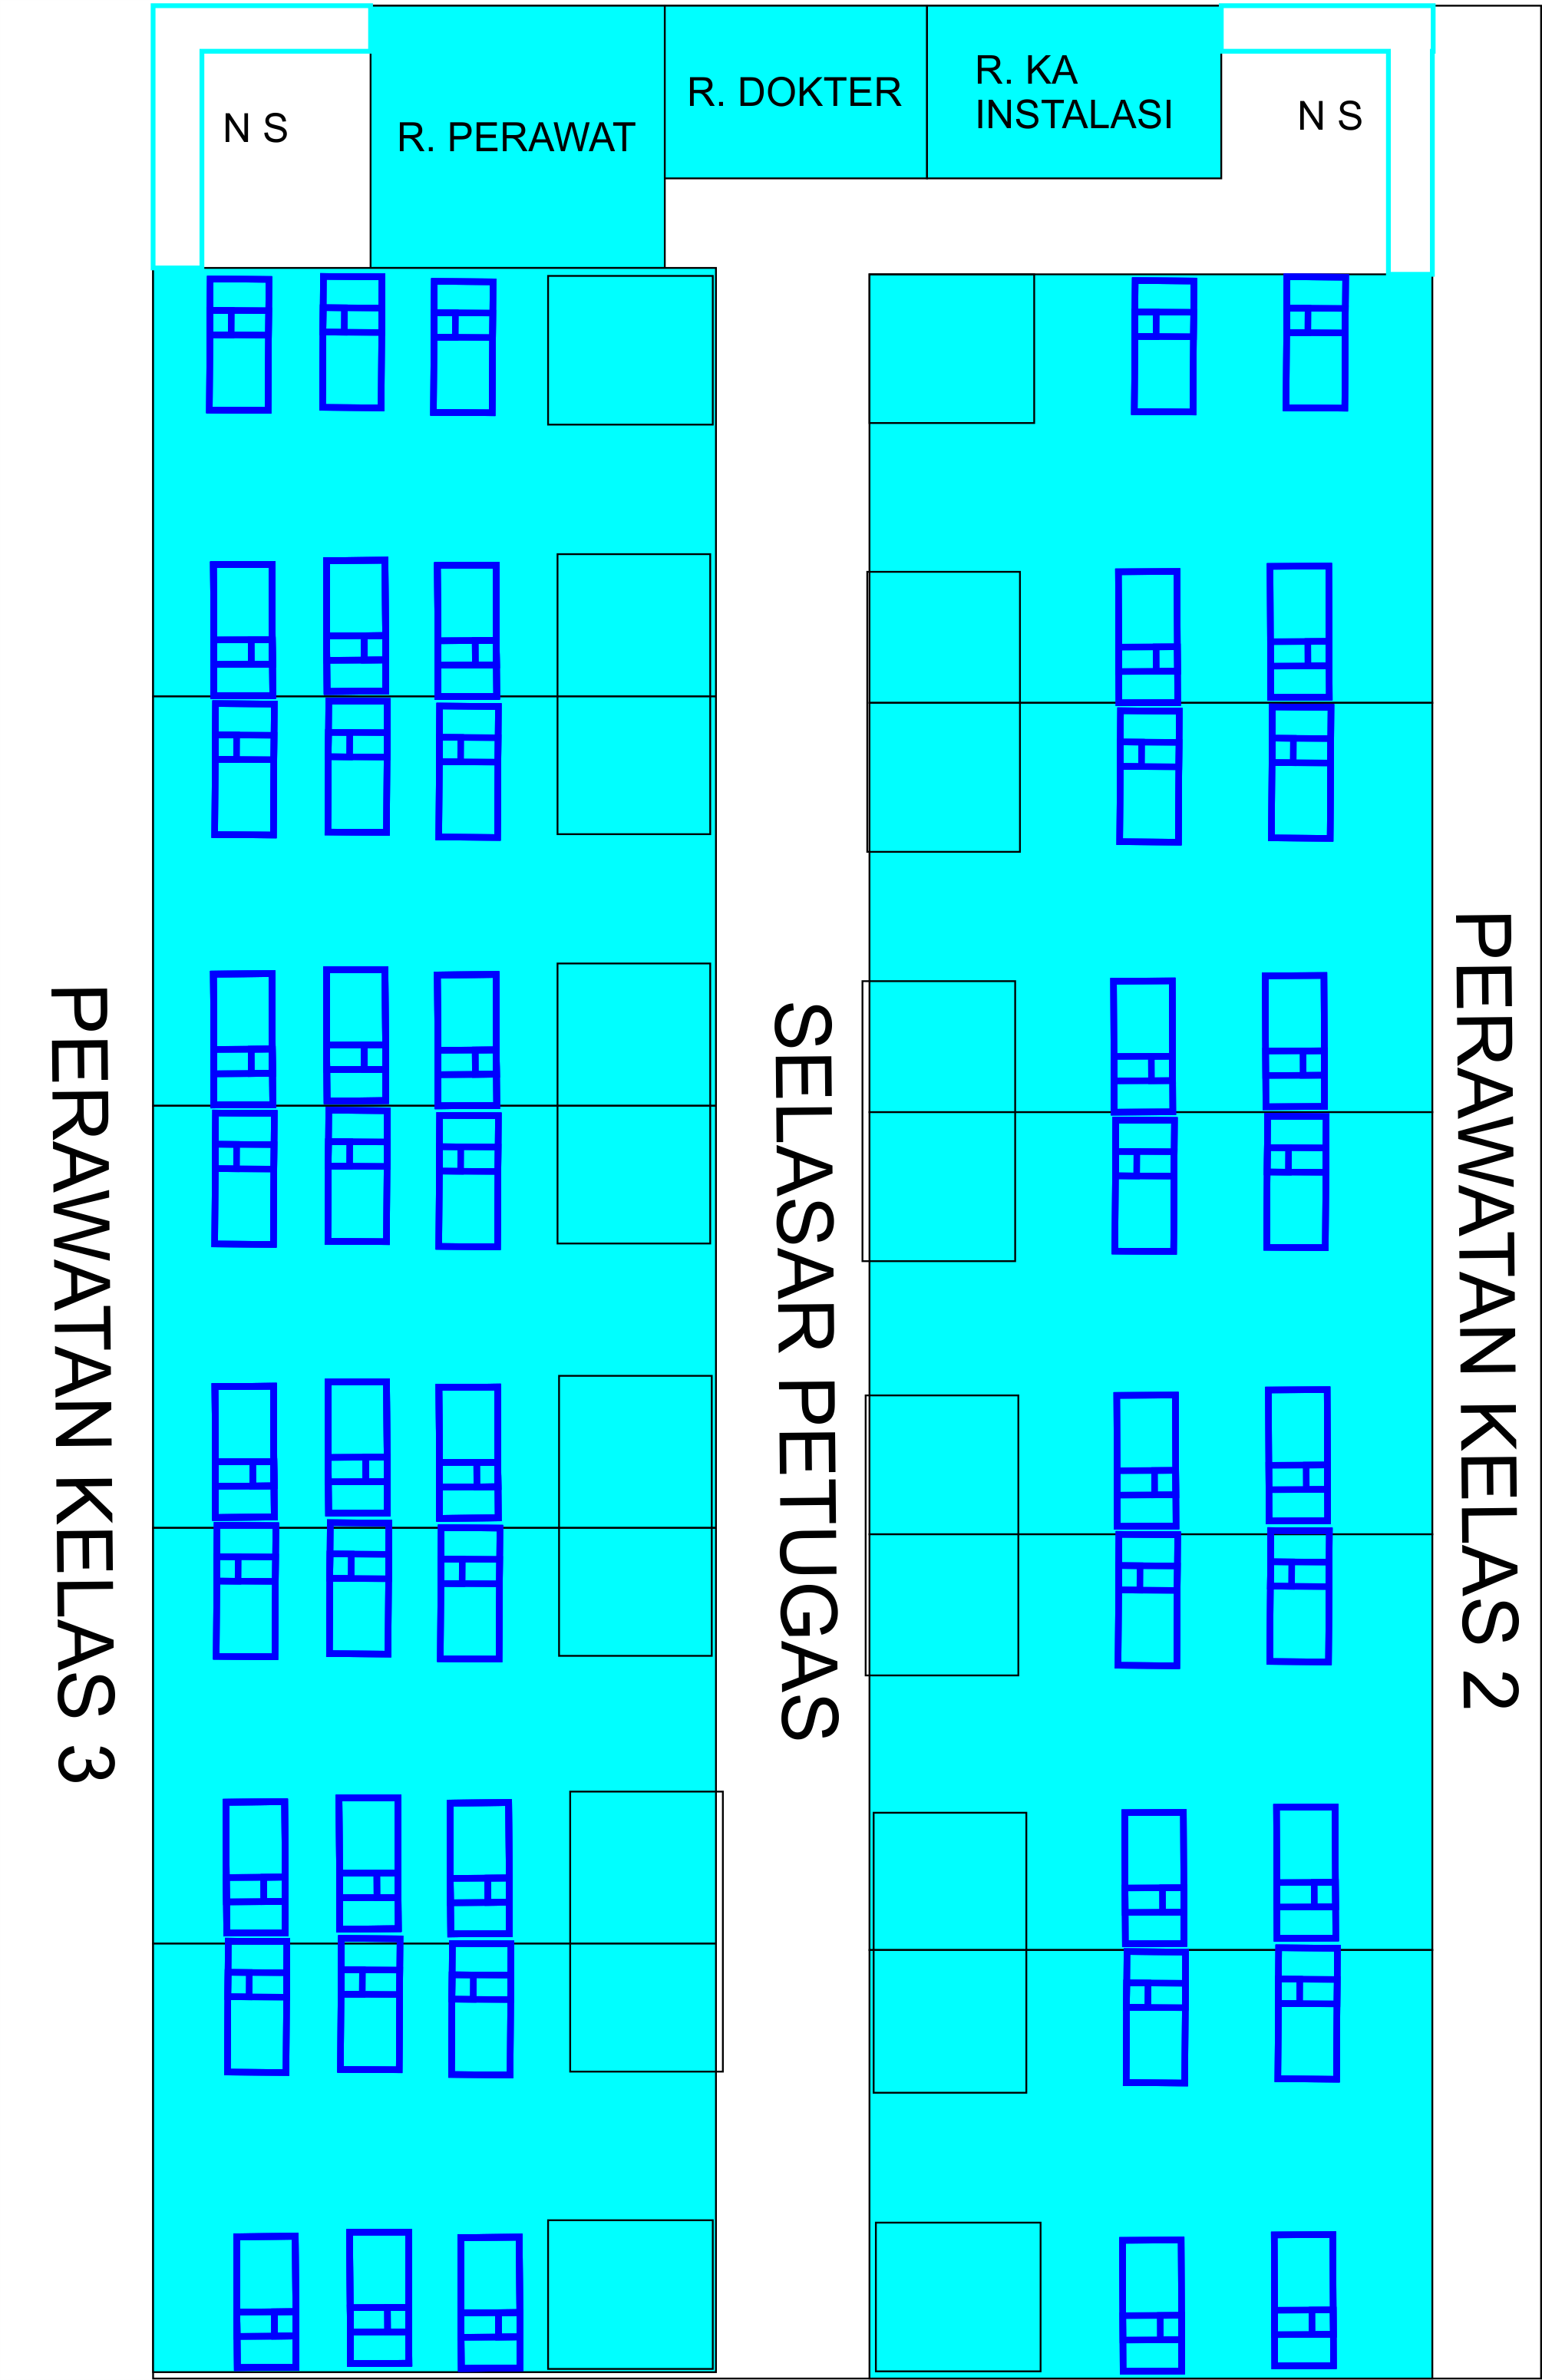 N S
R. PERAWAT
R. DOKTER
R. KA
INSTALASI
N S
PERAWATAN KELAS 3
SELASAR PETUGAS
PERAWATAN KELAS 2